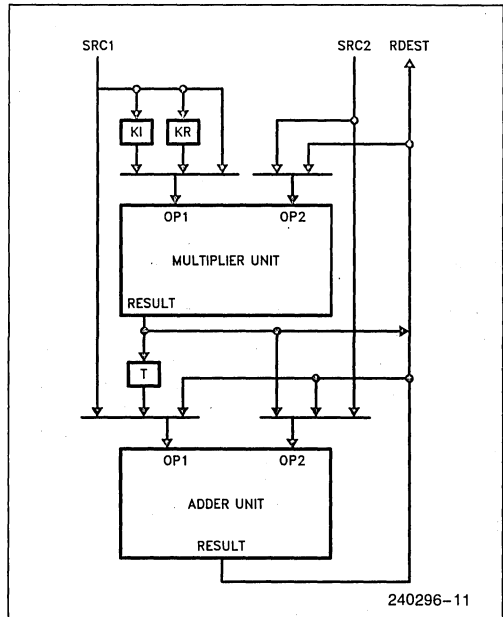 SRC1 SRC2 RDEST
KI KR
OP1 OP2
MULTIPLIER UNIT
RESULT
T
OP1 OP2
ADDER UNIT
RESULT
240296-11